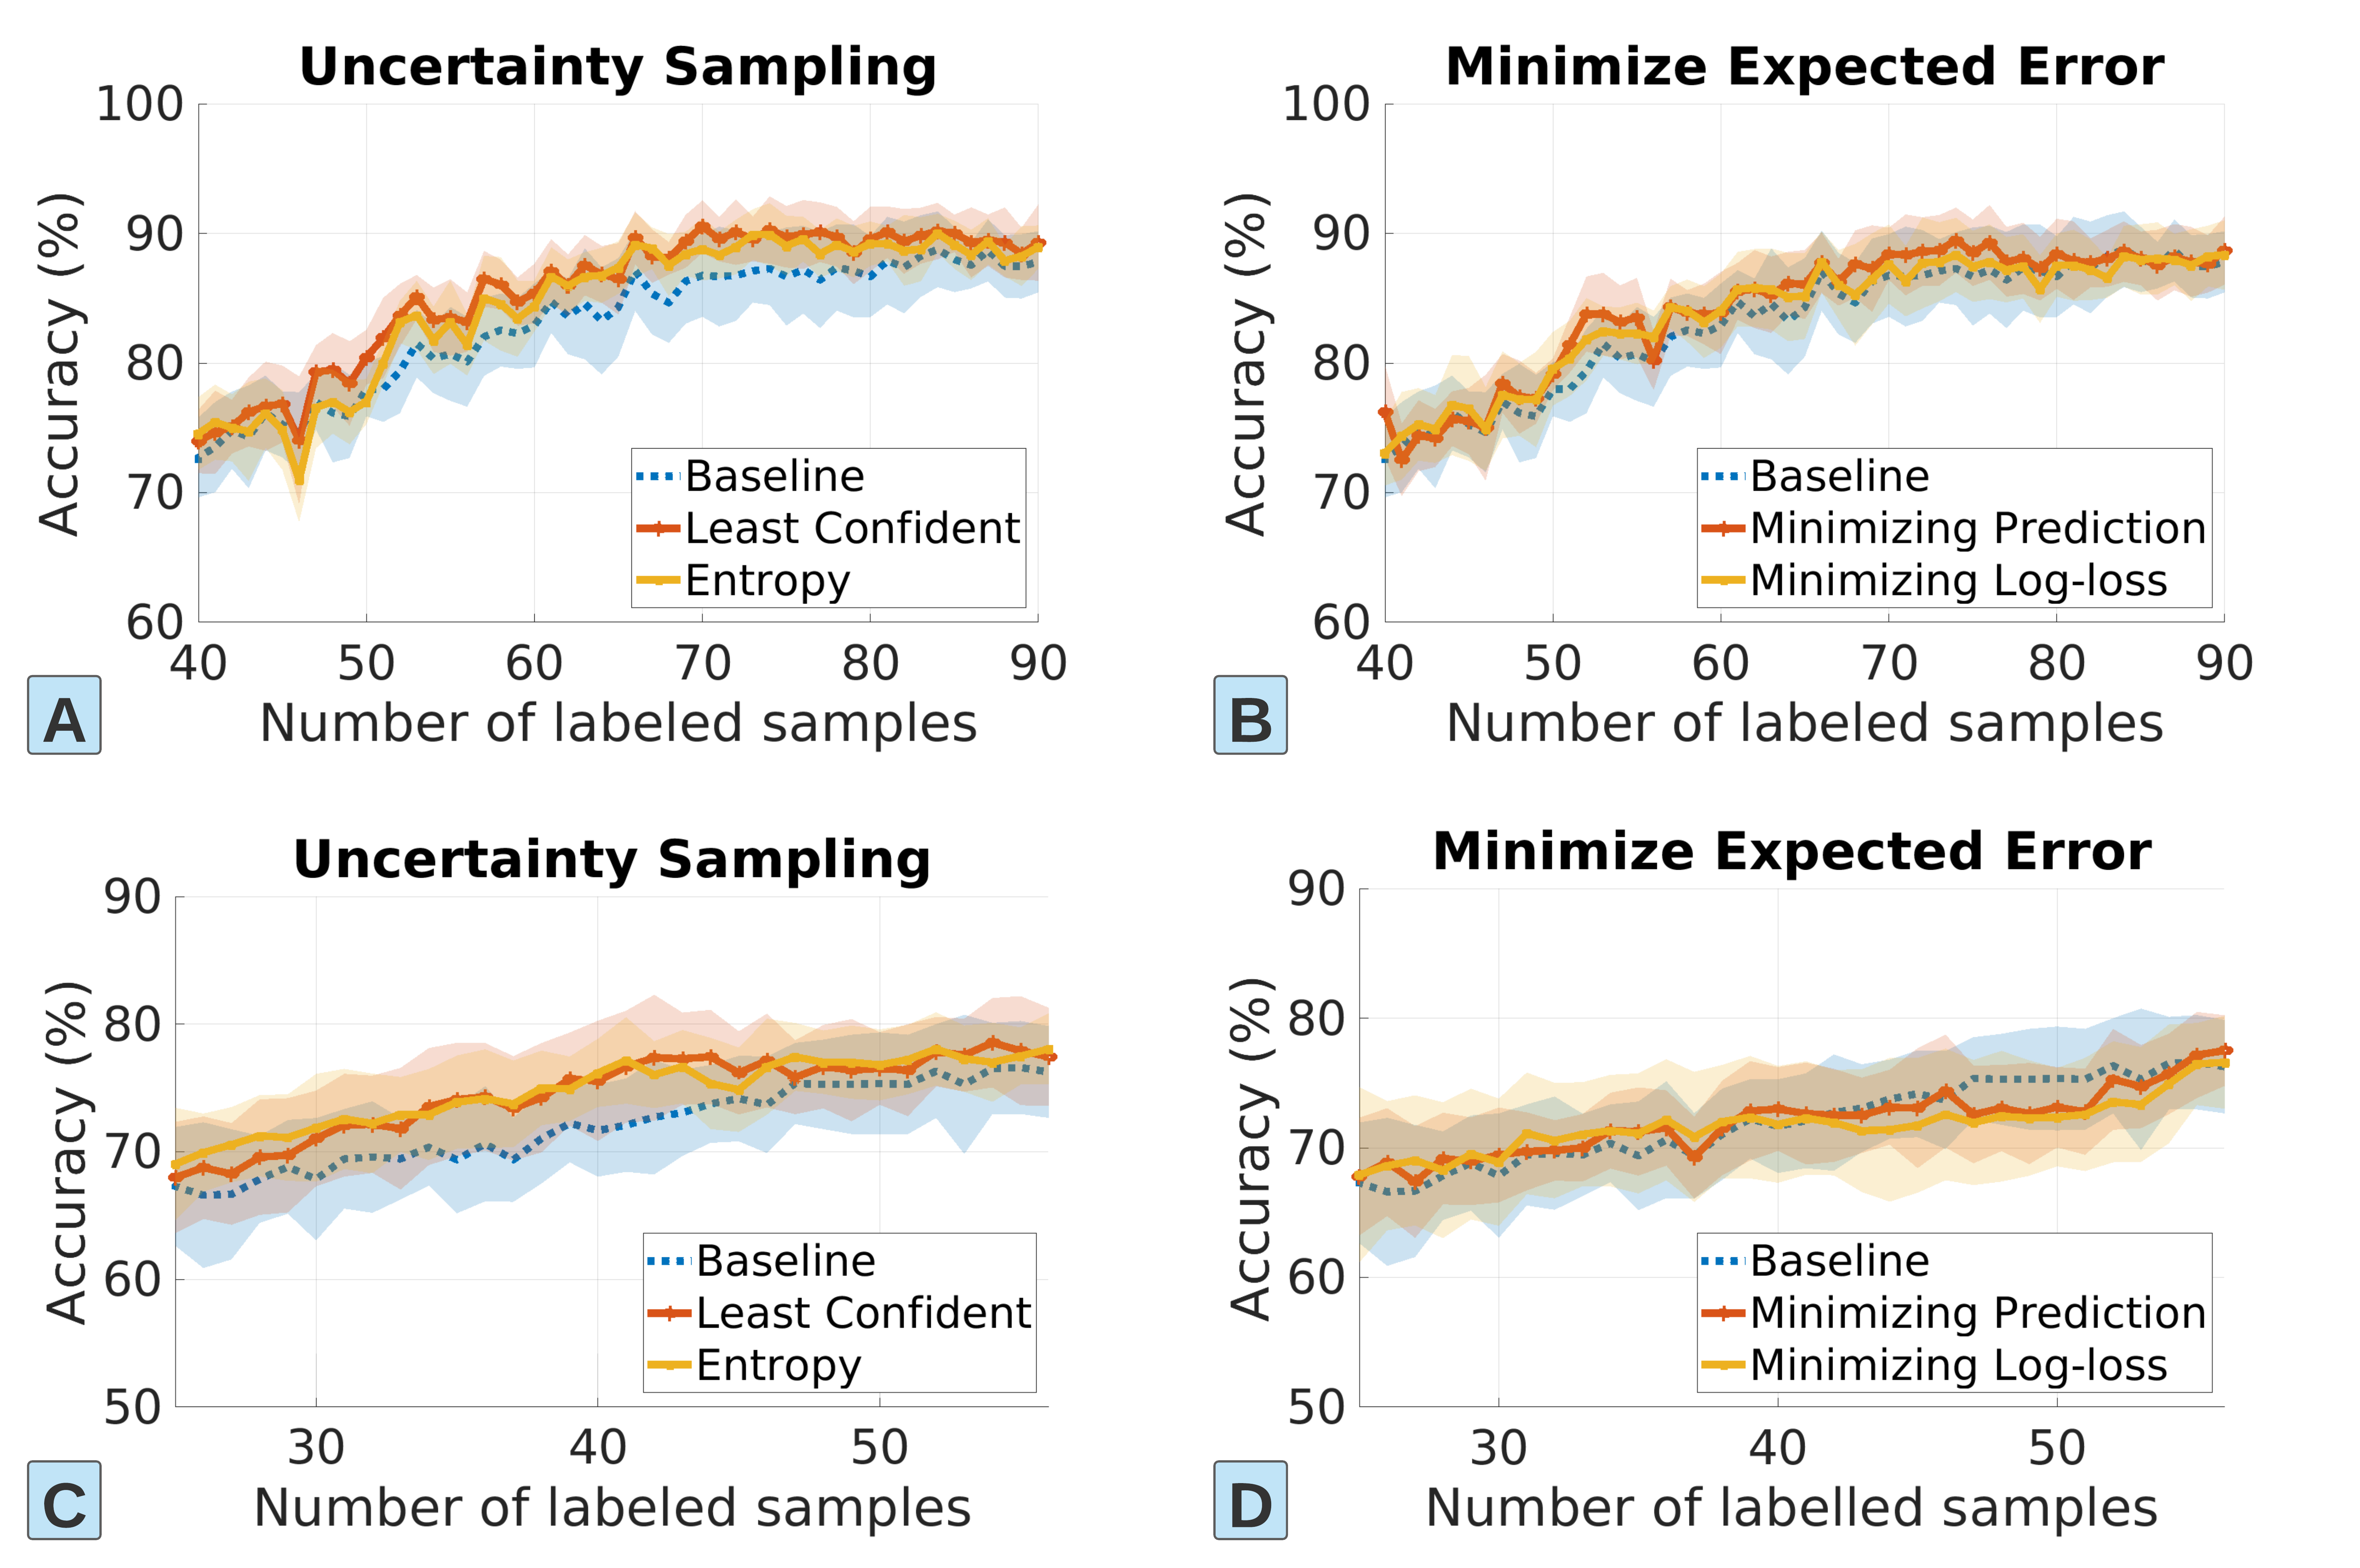 Uncertainty Sampling
Accuracy (%)
100
90
80
70
60
40 50 60 70 80 90
Number of labeled samples
Baseline
Least Confident
Entropy
A
Minimize Expected Error
Accuracy (%)
100
90
80
70
60
40 50 60 70 80 90
Number of labeled samples
Baseline
Minimizing Prediction
Minimizing Log-loss
B
Uncertainty Sampling
Accuracy (%)
90
80
70
60
50
30 40 50
Number of labeled samples
Baseline
Least Confident
Entropy
C
Minimize Expected Error
Accuracy (%)
90
80
70
60
50
30 40 50
Number of labelled samples
Baseline
Minimizing Prediction
Minimizing Log-loss
D